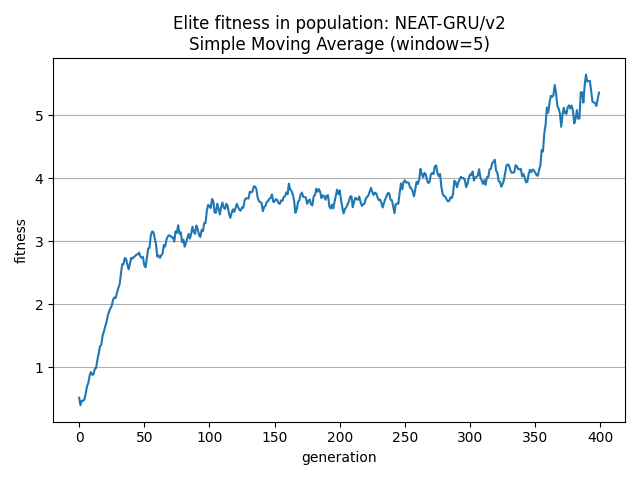 Elite fitness in population: NEAT-GRU/v2
Simple Moving Average (window=5)
fitness
5
4
3
2
1
0 50 100 150 200 250 300 350 400
generation